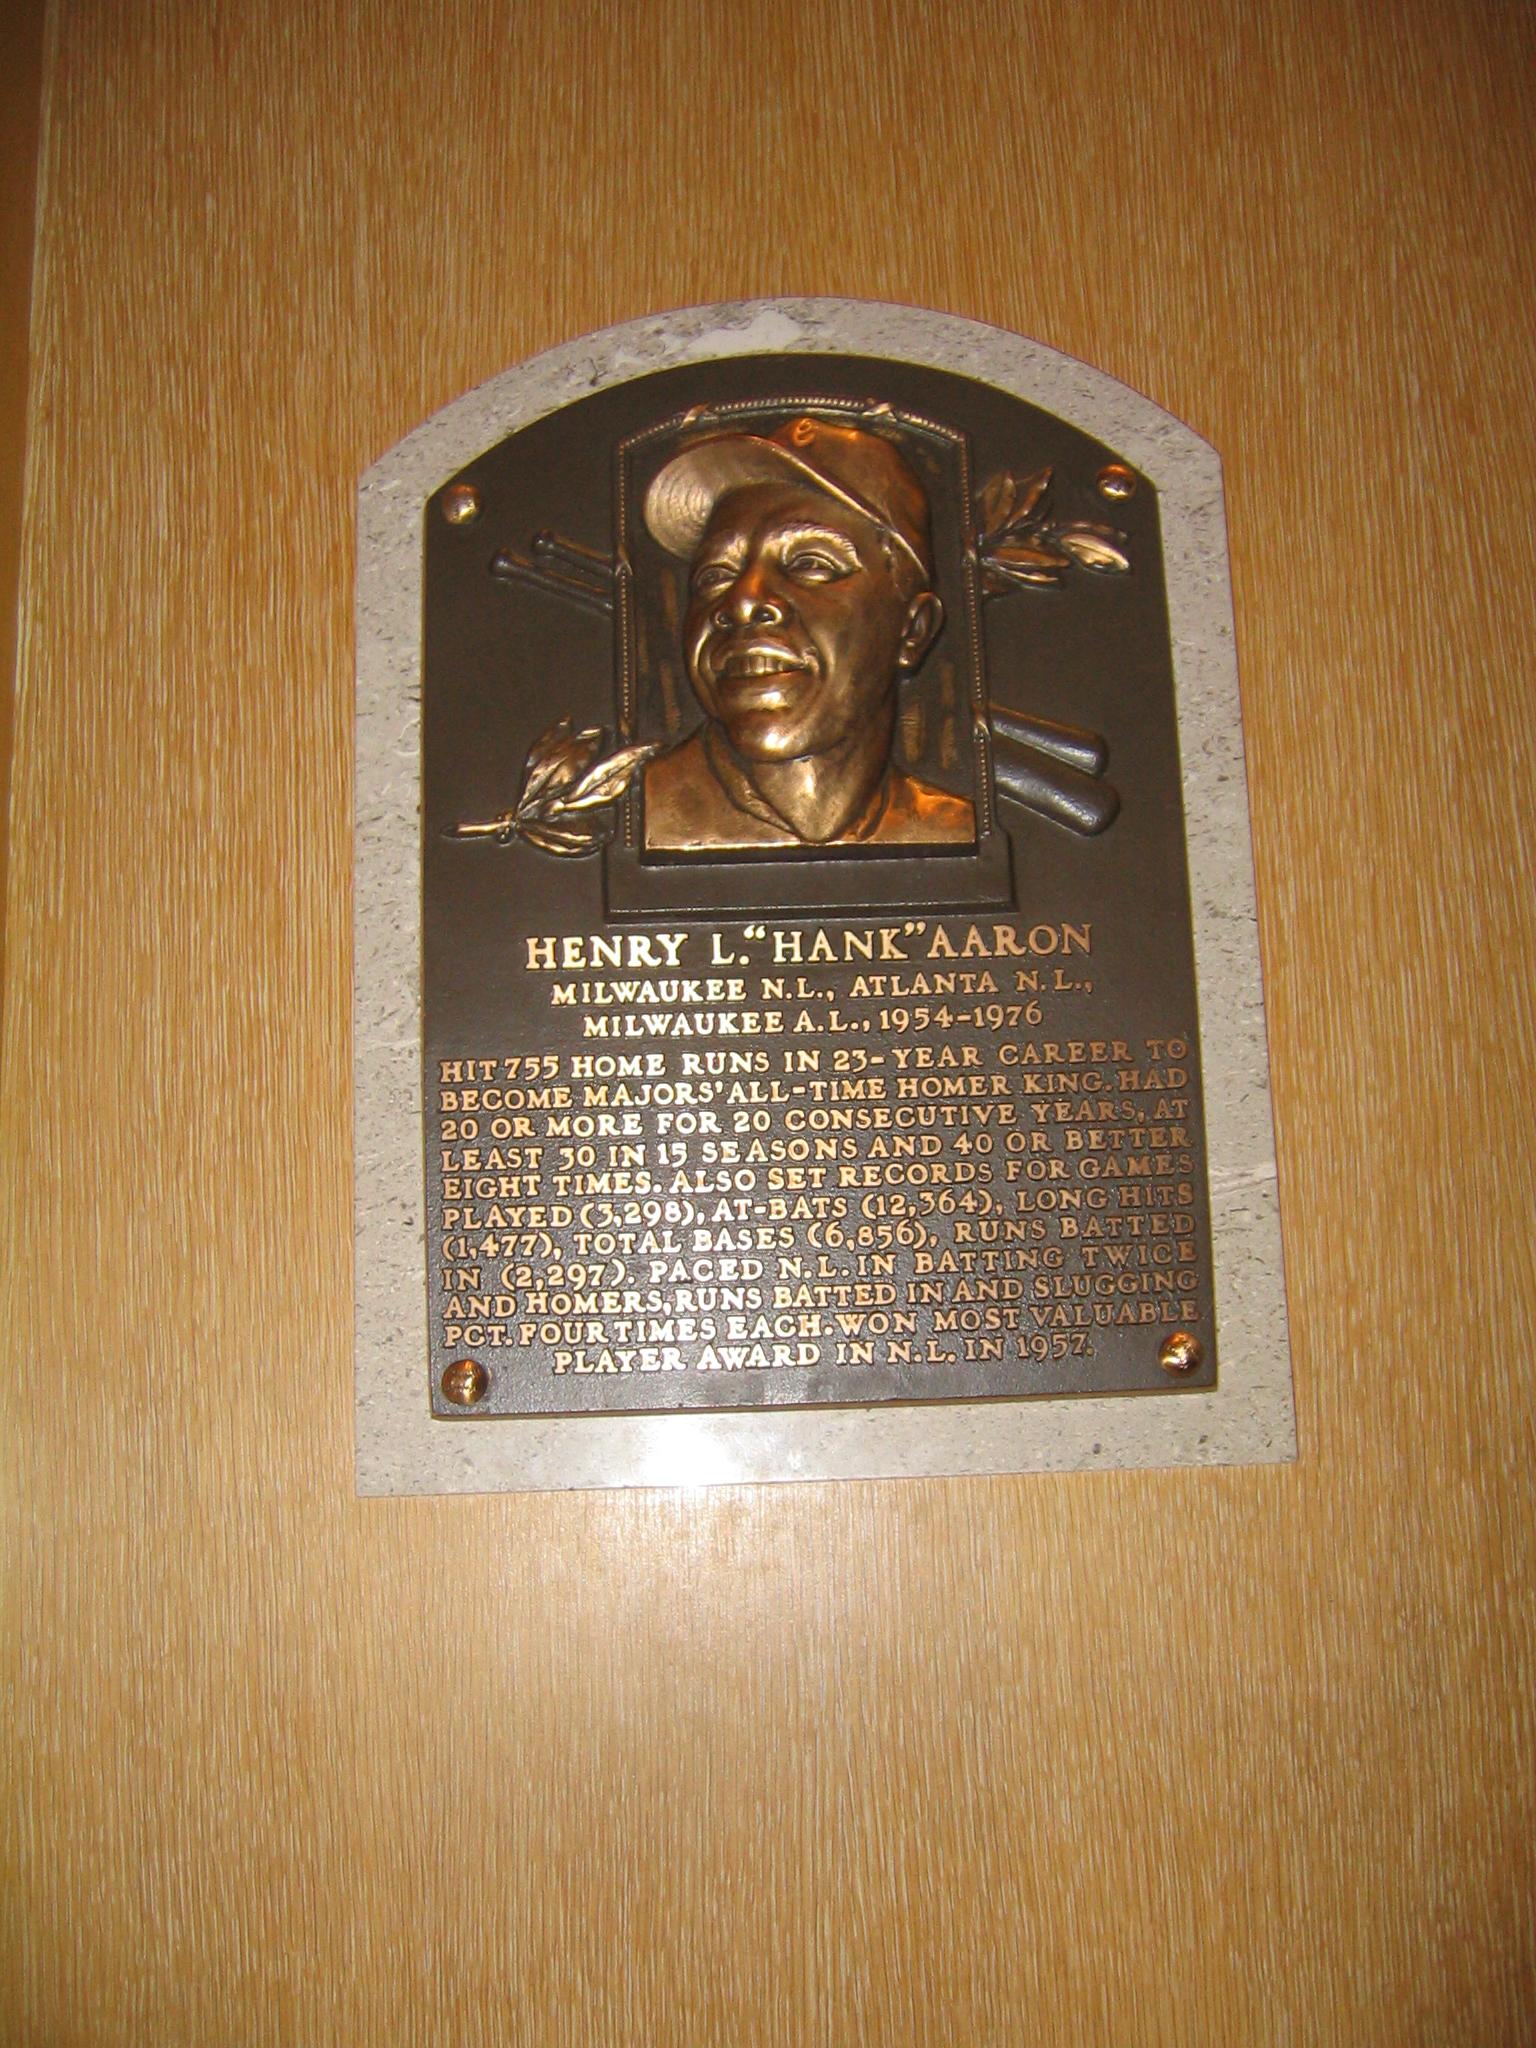 e
HENRY L. “HANK” AARON
MILWAUKEE N.L., ATLANTA N.L.,
MILWAUKEE A.L., 1954-1976
HIT 755 HOME RUNS IN 23-YEAR CAREER TO
BECOME MAJORS' ALL-TIME HOMER KING. HAD
20 OR MORE FOR 20 CONSECUTIVE YEARS, AT
LEAST 30 IN 15 SEASONS AND 40 OR BETTER
EIGHT TIMES. ALSO SET RECORDS FOR GAMES
PLAYED (3,298), AT-BATS (12,364), LONG HITS
(1,477), TOTAL BASES (6,856), RUNS BATTED
IN (2,297). PACED N.L. IN BATTING TWICE
AND HOMERS, RUNS BATTED IN AND SLUGGING
PCT. FOUR TIMES EACH. WON MOST VALUABLE
PLAYER AWARD IN N.L. IN 1957.